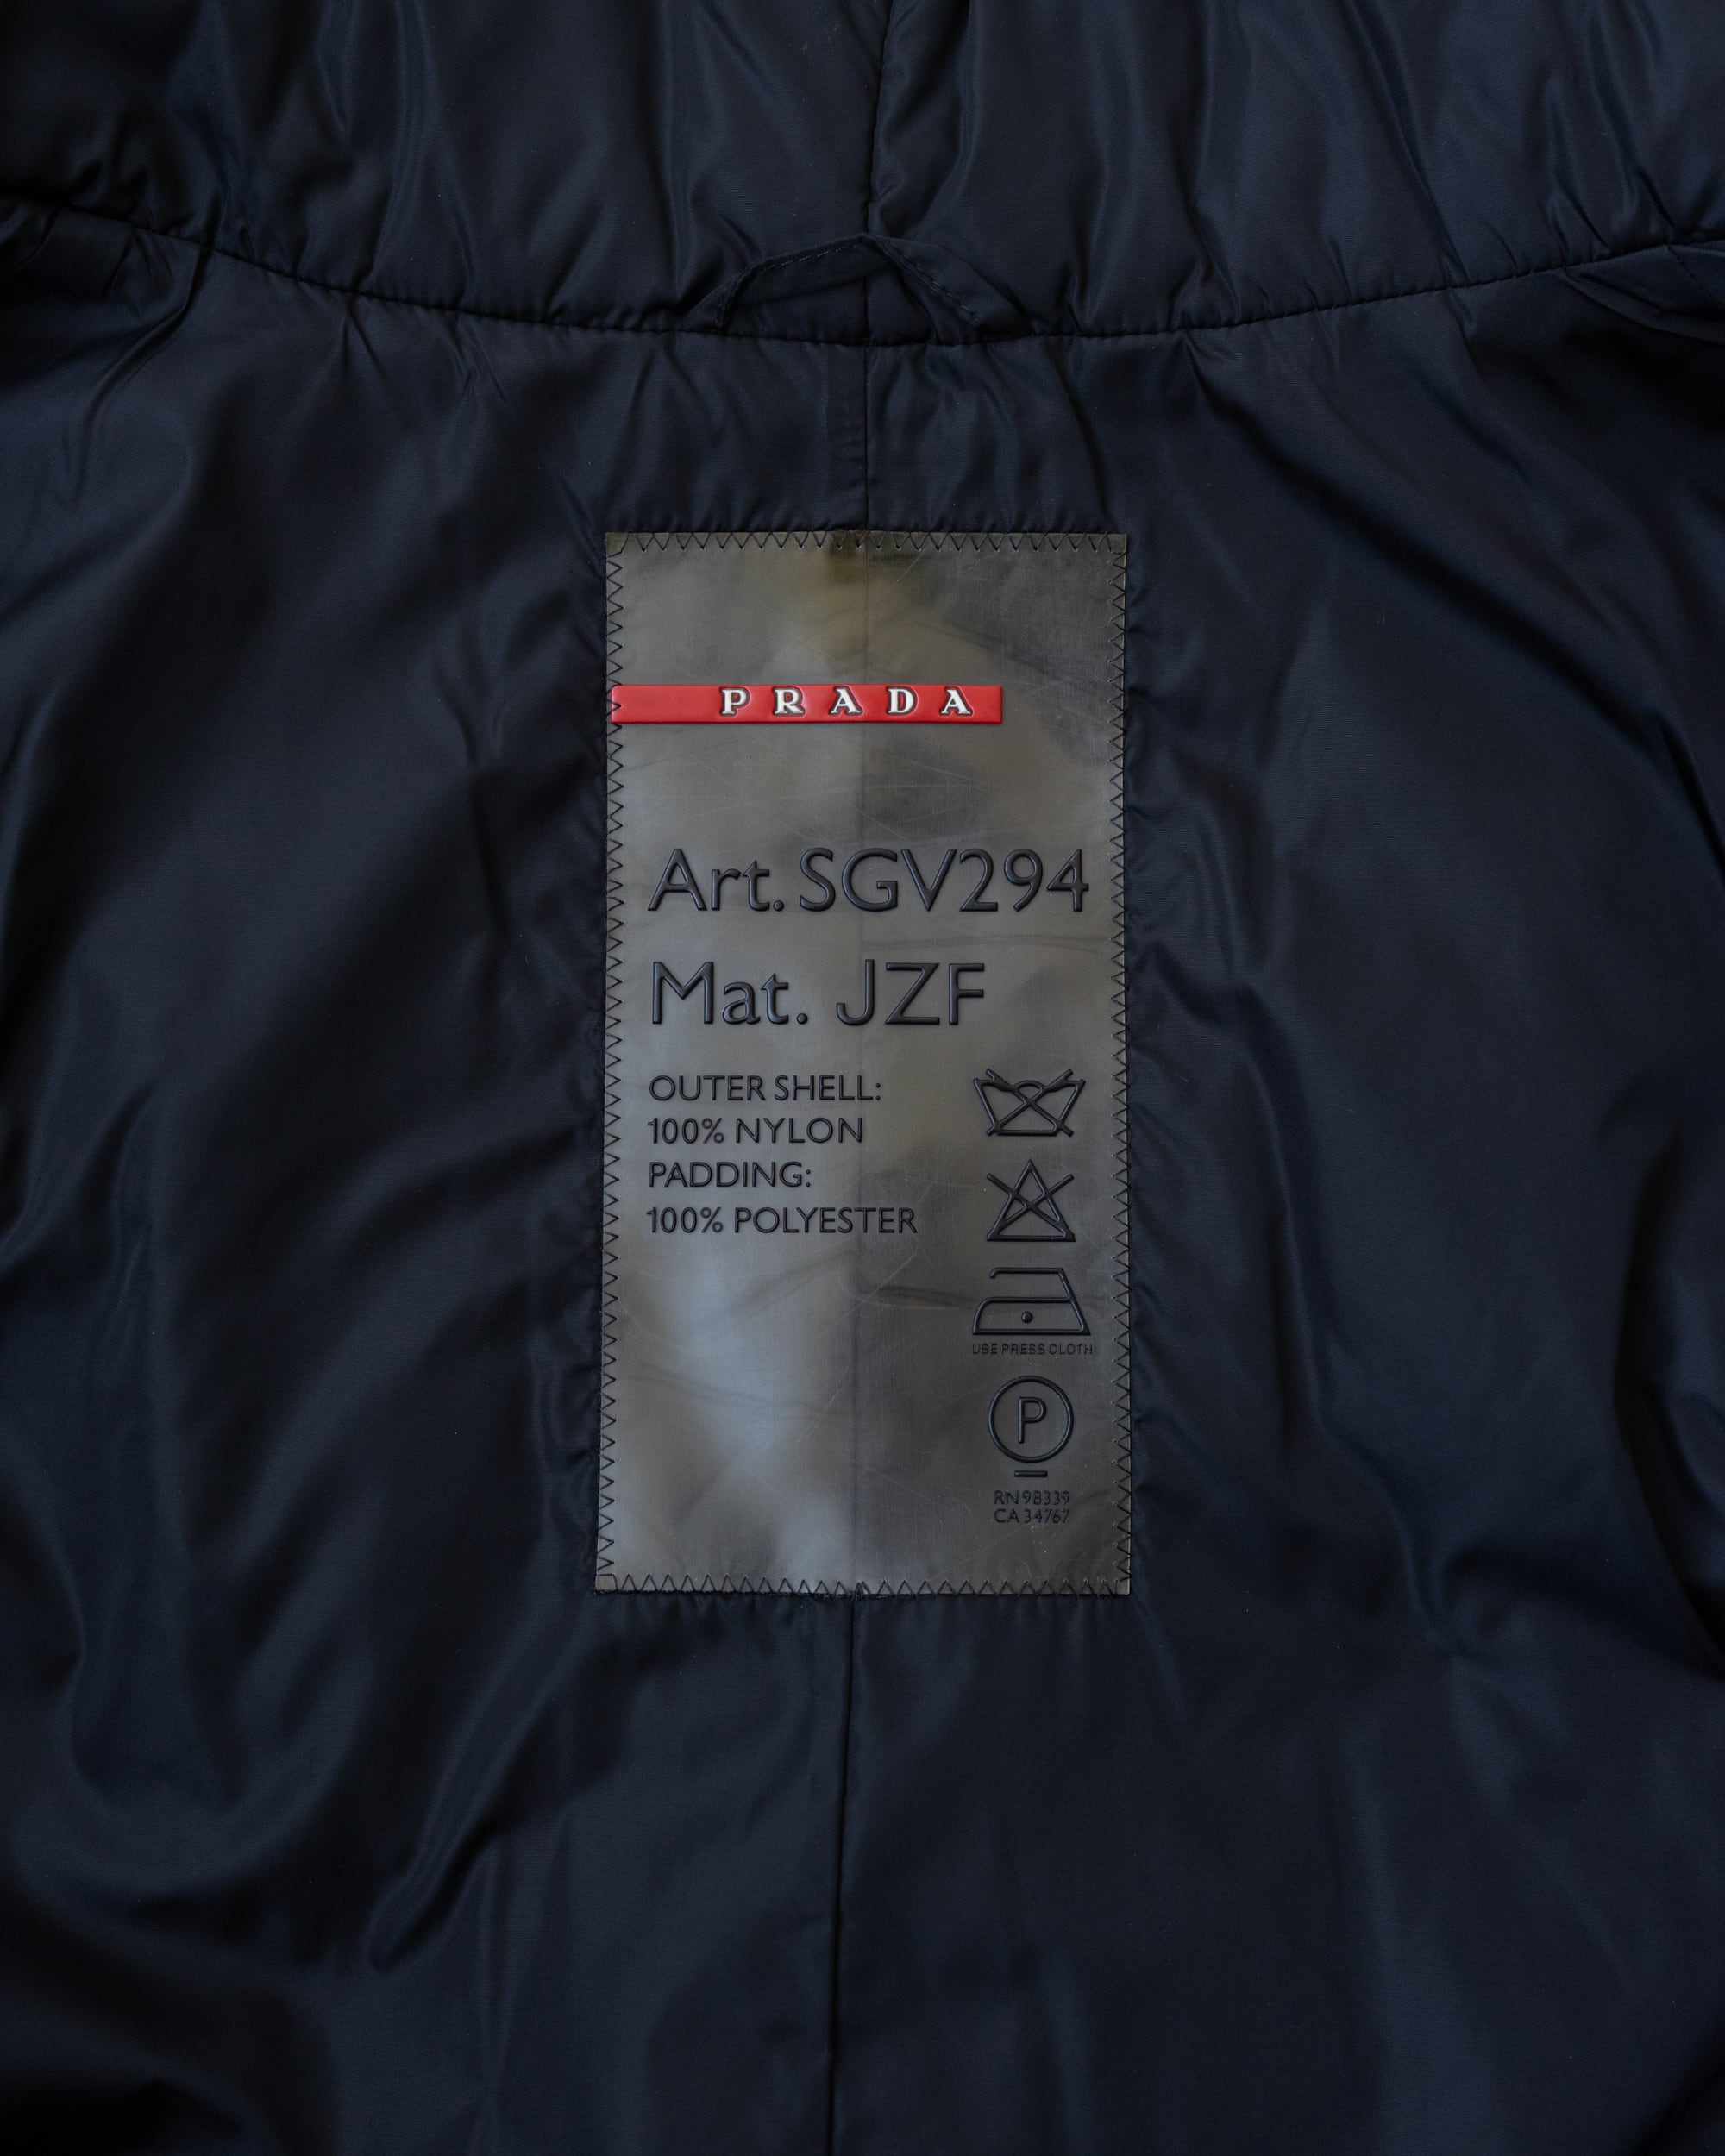 PRADA
Art. SGV294
Mat. JZF
OUTER SHELL:
100% NYLON
PADDING:
100% POLYESTER
USE PRESS CLOTH
P
RN 98339
CA 34767